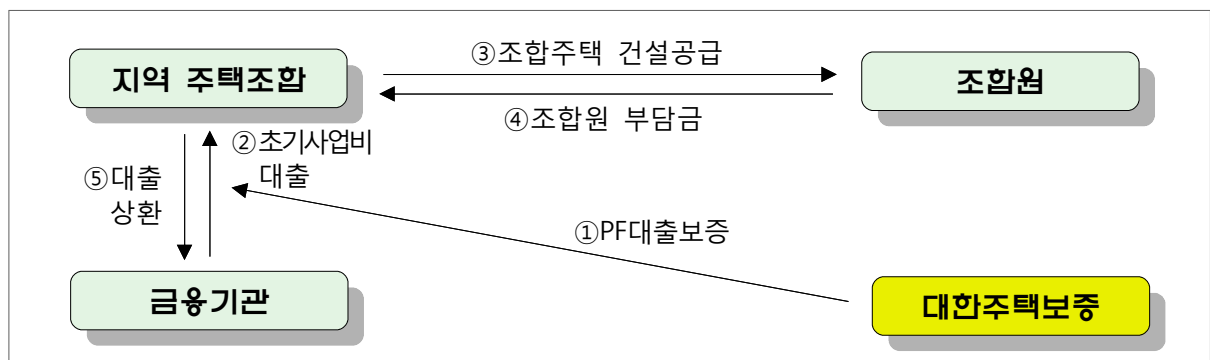 지역 주택조합
③조합주택 건설공급
조합원
④조합원 부담금
②초기사업비
대출
⑤대출
상환
①PF대출보증
금융기관
대한주택보증